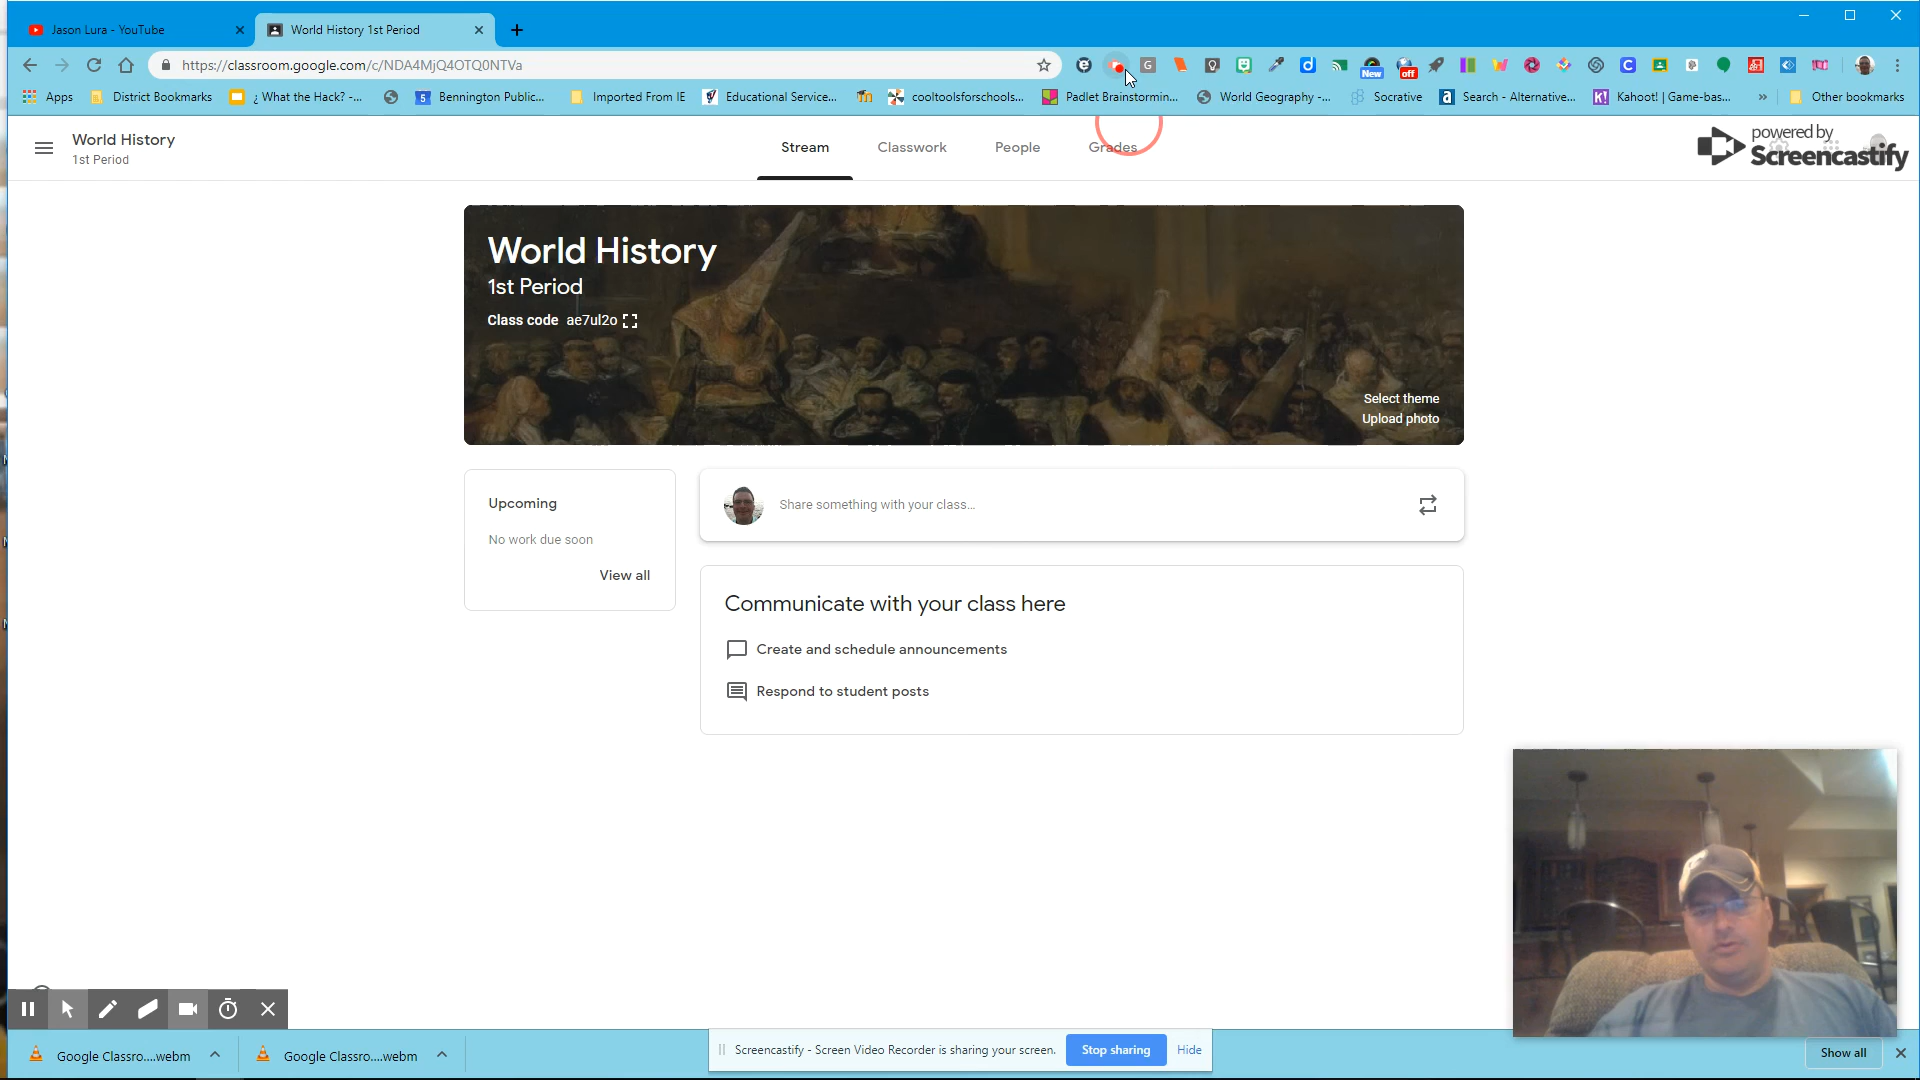 Jason Lura - YouTube
World History 1st Period
https://classroom.google.com/c/NDA4MjQ4OTQ0NTVa
New
off
Apps
District Bookmarks
¿ What the Hack? -...
Bennington Public...
Imported From IE
Educational Service...
cooltoolsforschools...
Padlet Brainstormin...
World Geography -...
Socrative
Search - Alternative...
Kahoot! | Game-bas...
»
Other bookmarks
World History
1st Period
Stream
Classwork
People
Grades
powered by
Screencastify
World History
1st Period
Class code ae7ul2o
Select theme
Upload photo
Upcoming
No work due soon
View all
Share something with your class...
Communicate with your class here
Create and schedule announcements
Respond to student posts
Google Classro....webm
Google Classro....webm
Screencastify - Screen Video Recorder is sharing your screen.
Stop sharing
Hide
Show all